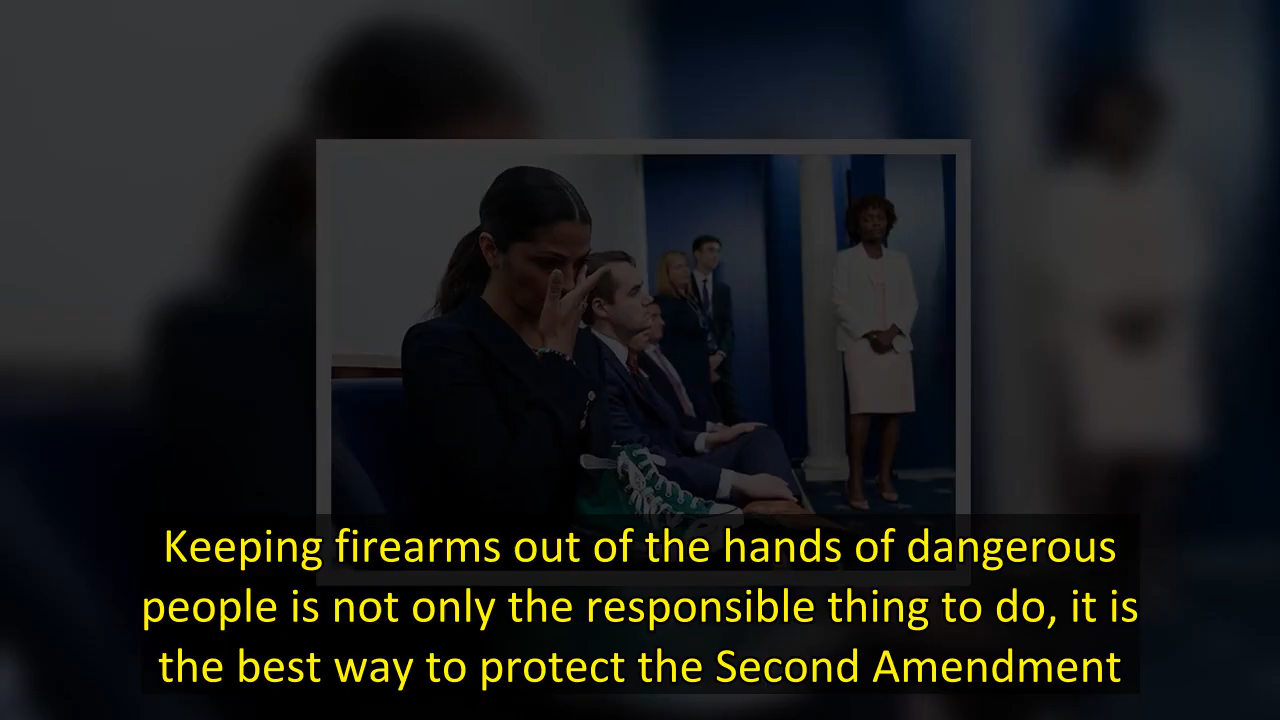 Keeping firearms out of the hands of dangerous
people is not only the responsible thing to do, it is
the best way to protect the Second Amendment